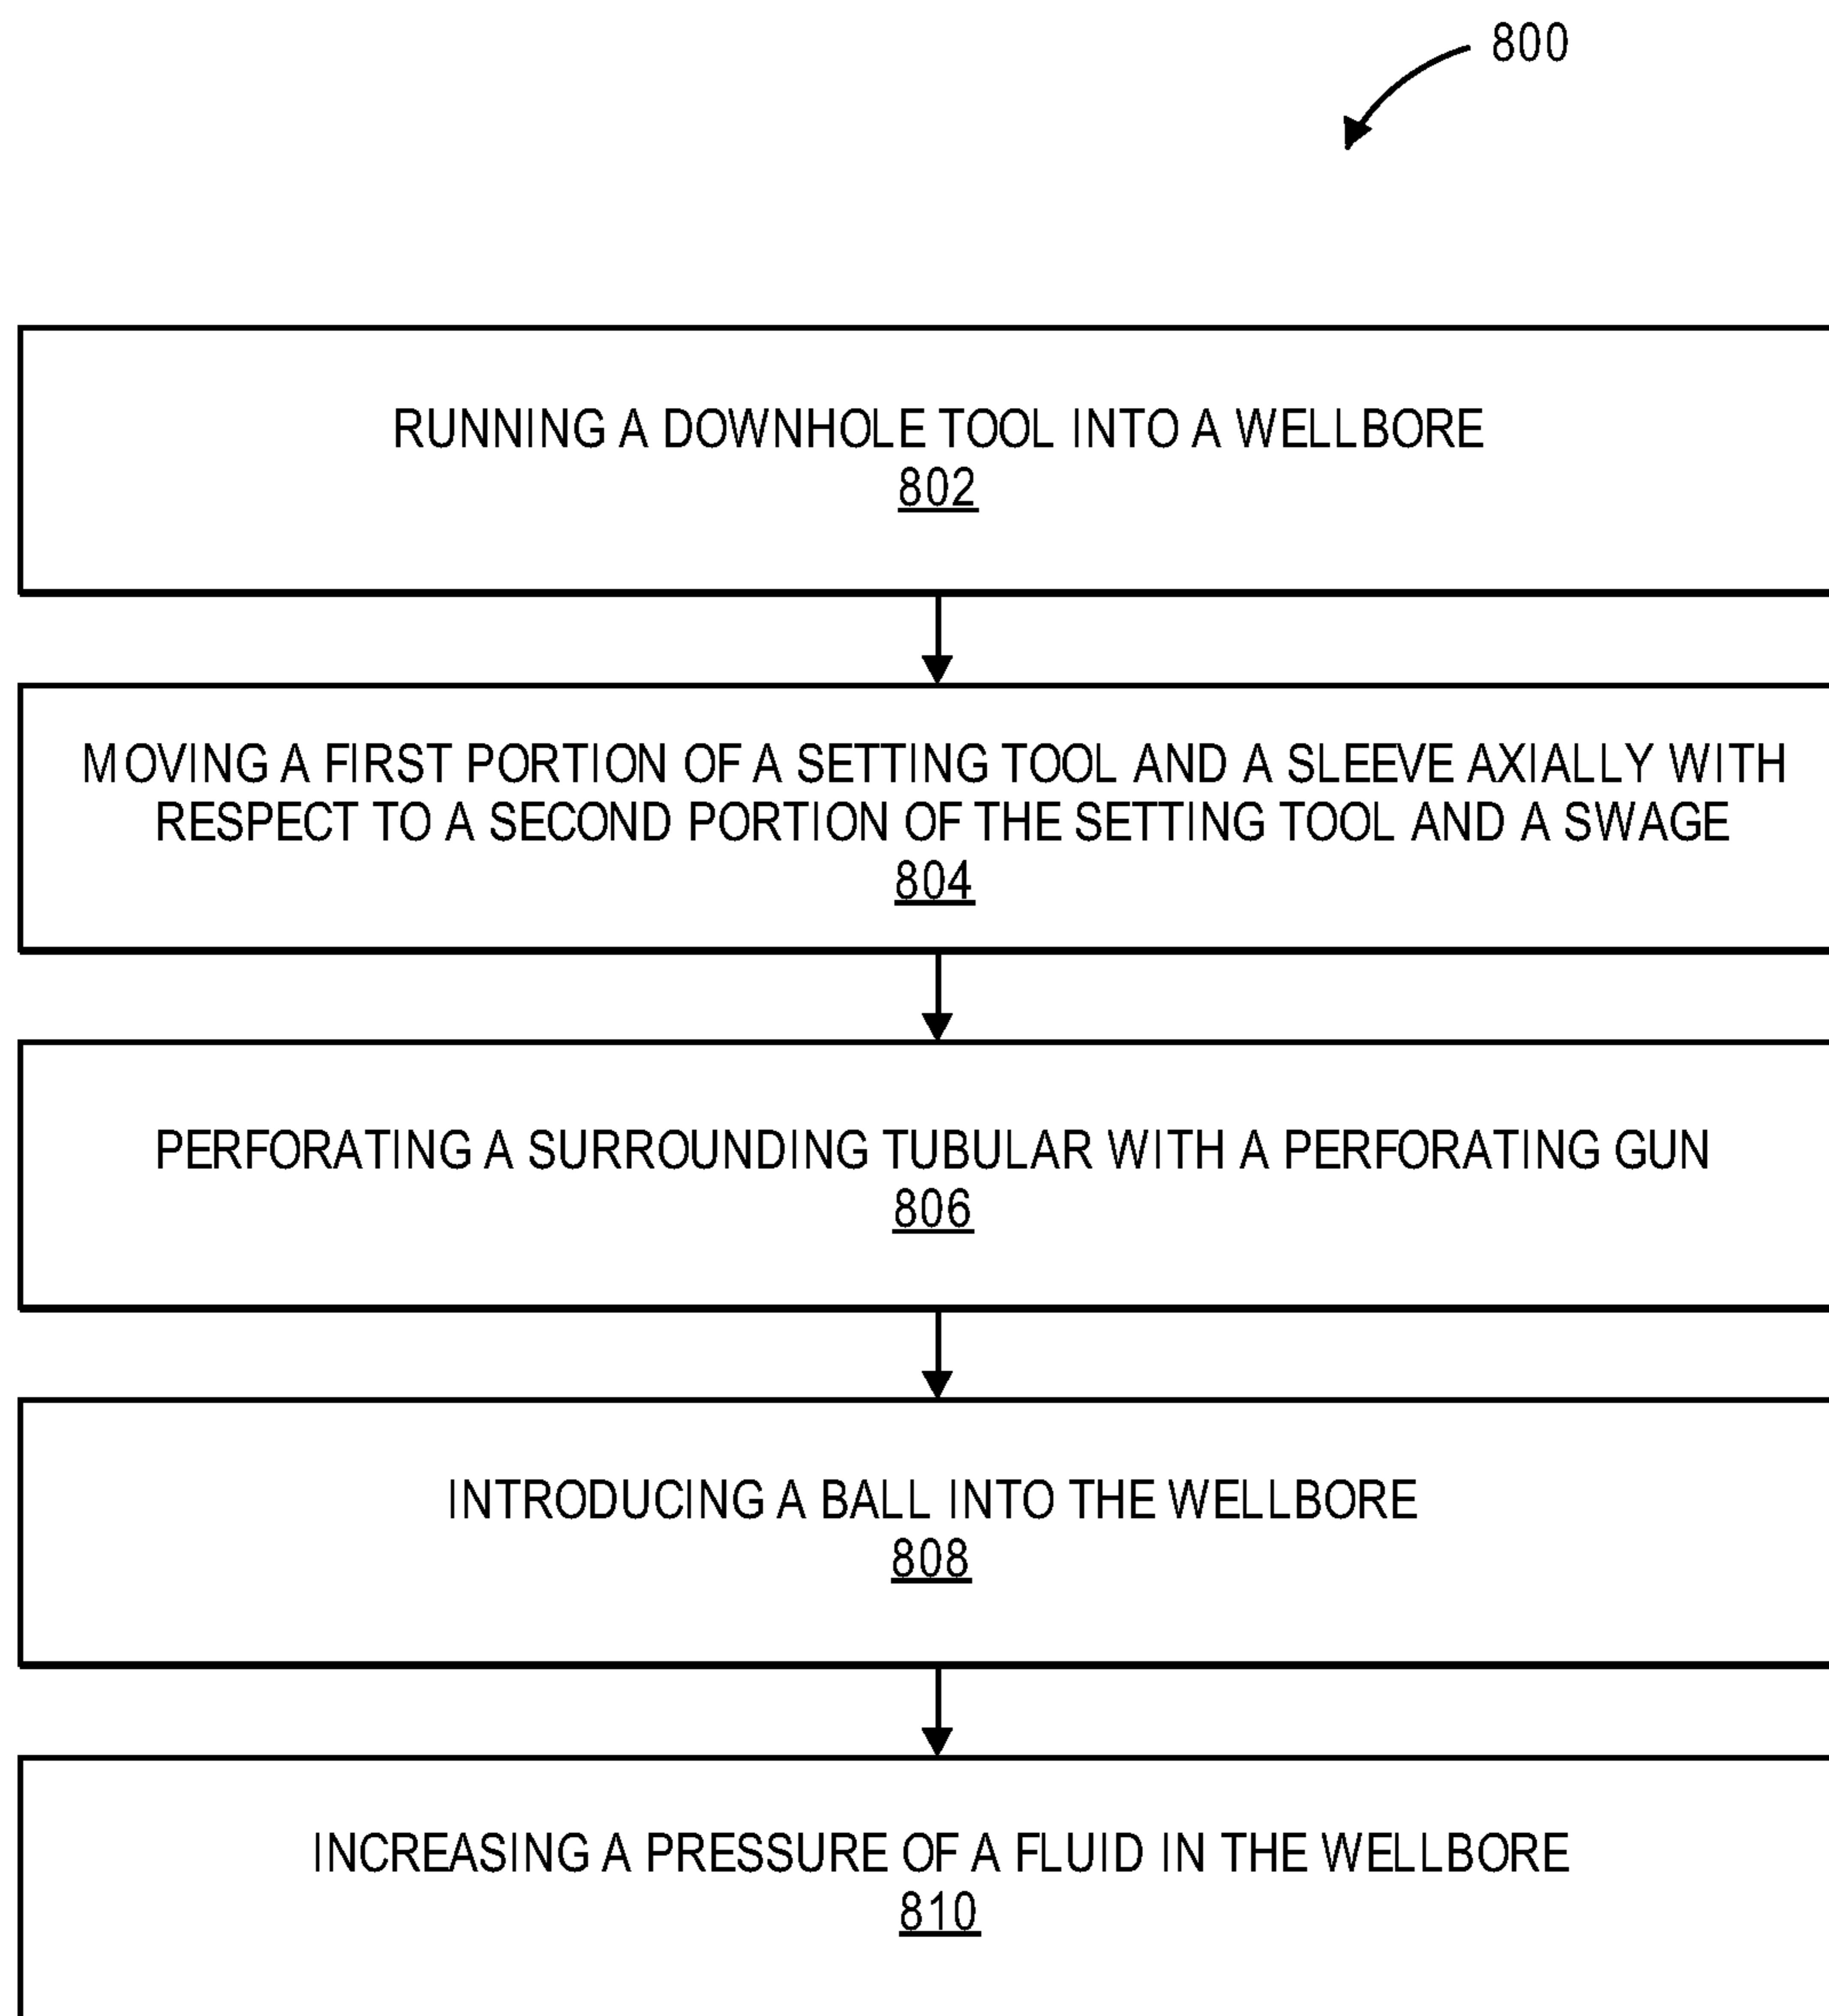 800
RUNNING A DOWNHOLE TOOL INTO A WELLBORE
802
MOVING A FIRST PORTION OF A SETTING TOOL AND A SLEEVE AXIALLY WITH
RESPECT TO A SECOND PORTION OF THE SETTING TOOL AND A SWAGE
804
PERFORATING A SURROUNDING TUBULAR WITH A PERFORATING GUN
806
INTRODUCING A BALL INTO THE WELLBORE
808
INCREASING A PRESSURE OF A FLUID IN THE WELLBORE
810